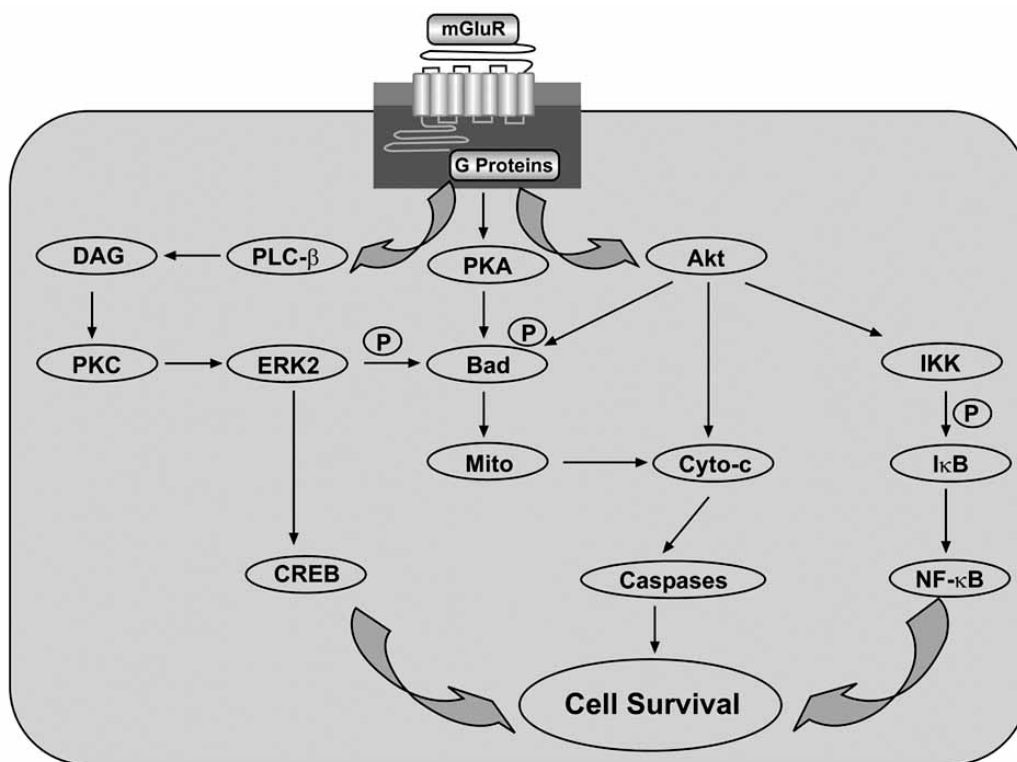 mGluR
G Proteins
DAG
PLC-β
PKA
Akt
P
P
PKC
ERK2
Bad
IKK
P
Mito
Cyto-c
IκB
CREB
Caspases
NF-κB
Cell Survival